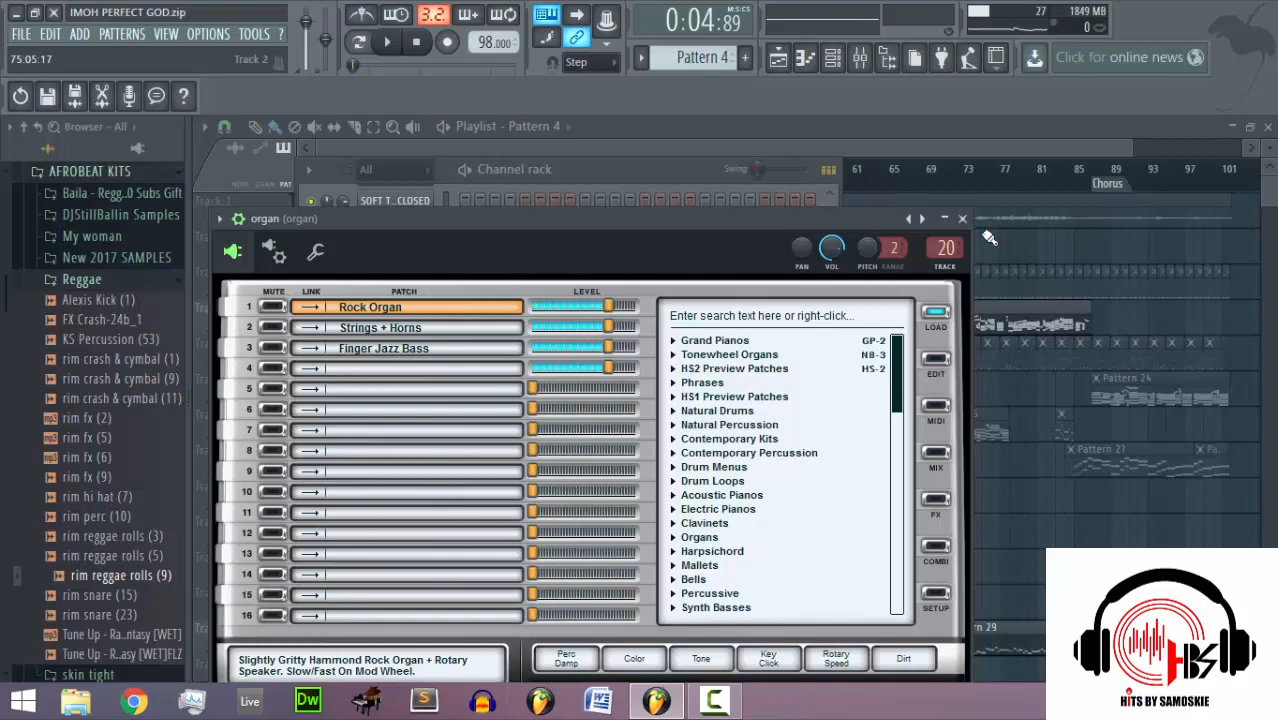 IMOH PERFECT GOD.zip
FILE EDIT ADD PATTERNS VIEW OPTIONS TOOLS ?
75:05:17 Track 2
3.2.
98.000
0:04:89
M:S:CS
27 1849 MB
0
Step
Pattern 4
Click for online news
Browser - All
AFROBEAT KITS
Baila - Regg..0 Subs Gift
DJStillBallin Samples
My woman
New 2017 SAMPLES
Reggae
Alexis Kick (1)
FX Crash-24b_1
KS Percussion (53)
rim crash & cymbal (1)
rim crash & cymbal (9)
rim crash & cymbal (11)
rim fx (2)
rim fx (5)
rim fx (6)
rim fx (9)
rim hi hat (7)
rim perc (10)
rim reggae rolls (3)
rim reggae rolls (5)
rim reggae rolls (9)
rim snare (15)
rim snare (23)
Tune Up - Ra..ntasy [WET]
Tune Up - R..asy [WET]FLZ
skin tight
Playlist - Pattern 4
All
Channel rack
Swing
SOFT T...CLOSED
61 65 69 73 77 81 85 89 93 97 101
Chorus
Pattern 24
Pattern 27
Pa..
rn 29
organ (organ)
PAN VOL PITCH RANGE TRACK
2
20
MUTE LINK PATCH LEVEL
1 Rock Organ
2 Strings + Horns
3 Finger Jazz Bass
4
5
6
7
8
9
10
11
12
13
14
15
16
Enter search text here or right-click...
Grand Pianos GP-2
Tonewheel Organs NB-3
HS2 Preview Patches HS-2
Phrases
HS1 Preview Patches
Natural Drums
Natural Percussion
Contemporary Kits
Contemporary Percussion
Drum Menus
Drum Loops
Acoustic Pianos
Electric Pianos
Clavinets
Organs
Harpsichord
Mallets
Bells
Percussive
Synth Basses
LOAD
EDIT
MIDI
MIX
FX
COMBI
SETUP
Slightly Gritty Hammond Rock Organ + Rotary
Speaker. Slow/Fast On Mod Wheel.
Perc Damp
Color
Tone
Key Click
Rotary Speed
Dirt
Live
Dw
HBS
HITS BY SAMOSKIE